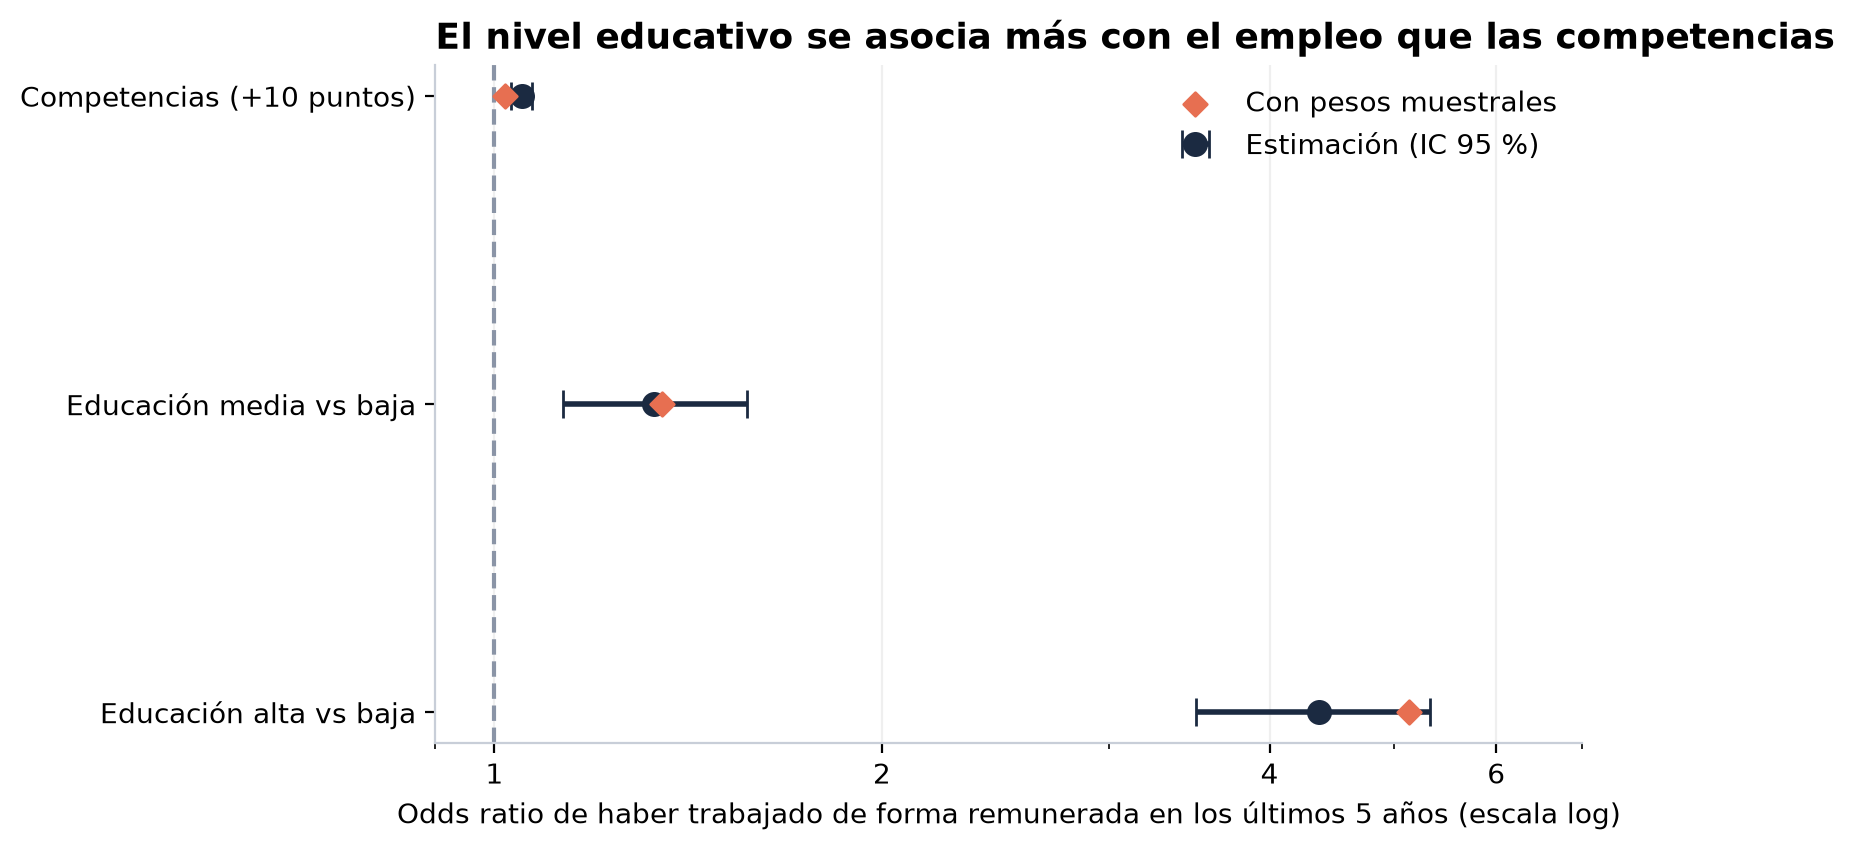 El nivel educativo se asocia más con el empleo que las competencias
Competencias (+10 puntos)
Con pesos muestrales
Estimación (IC 95 %)
Educación media vs baja
Educación alta vs baja
1 2 4 6
Odds ratio de haber trabajado de forma remunerada en los últimos 5 años (escala log)